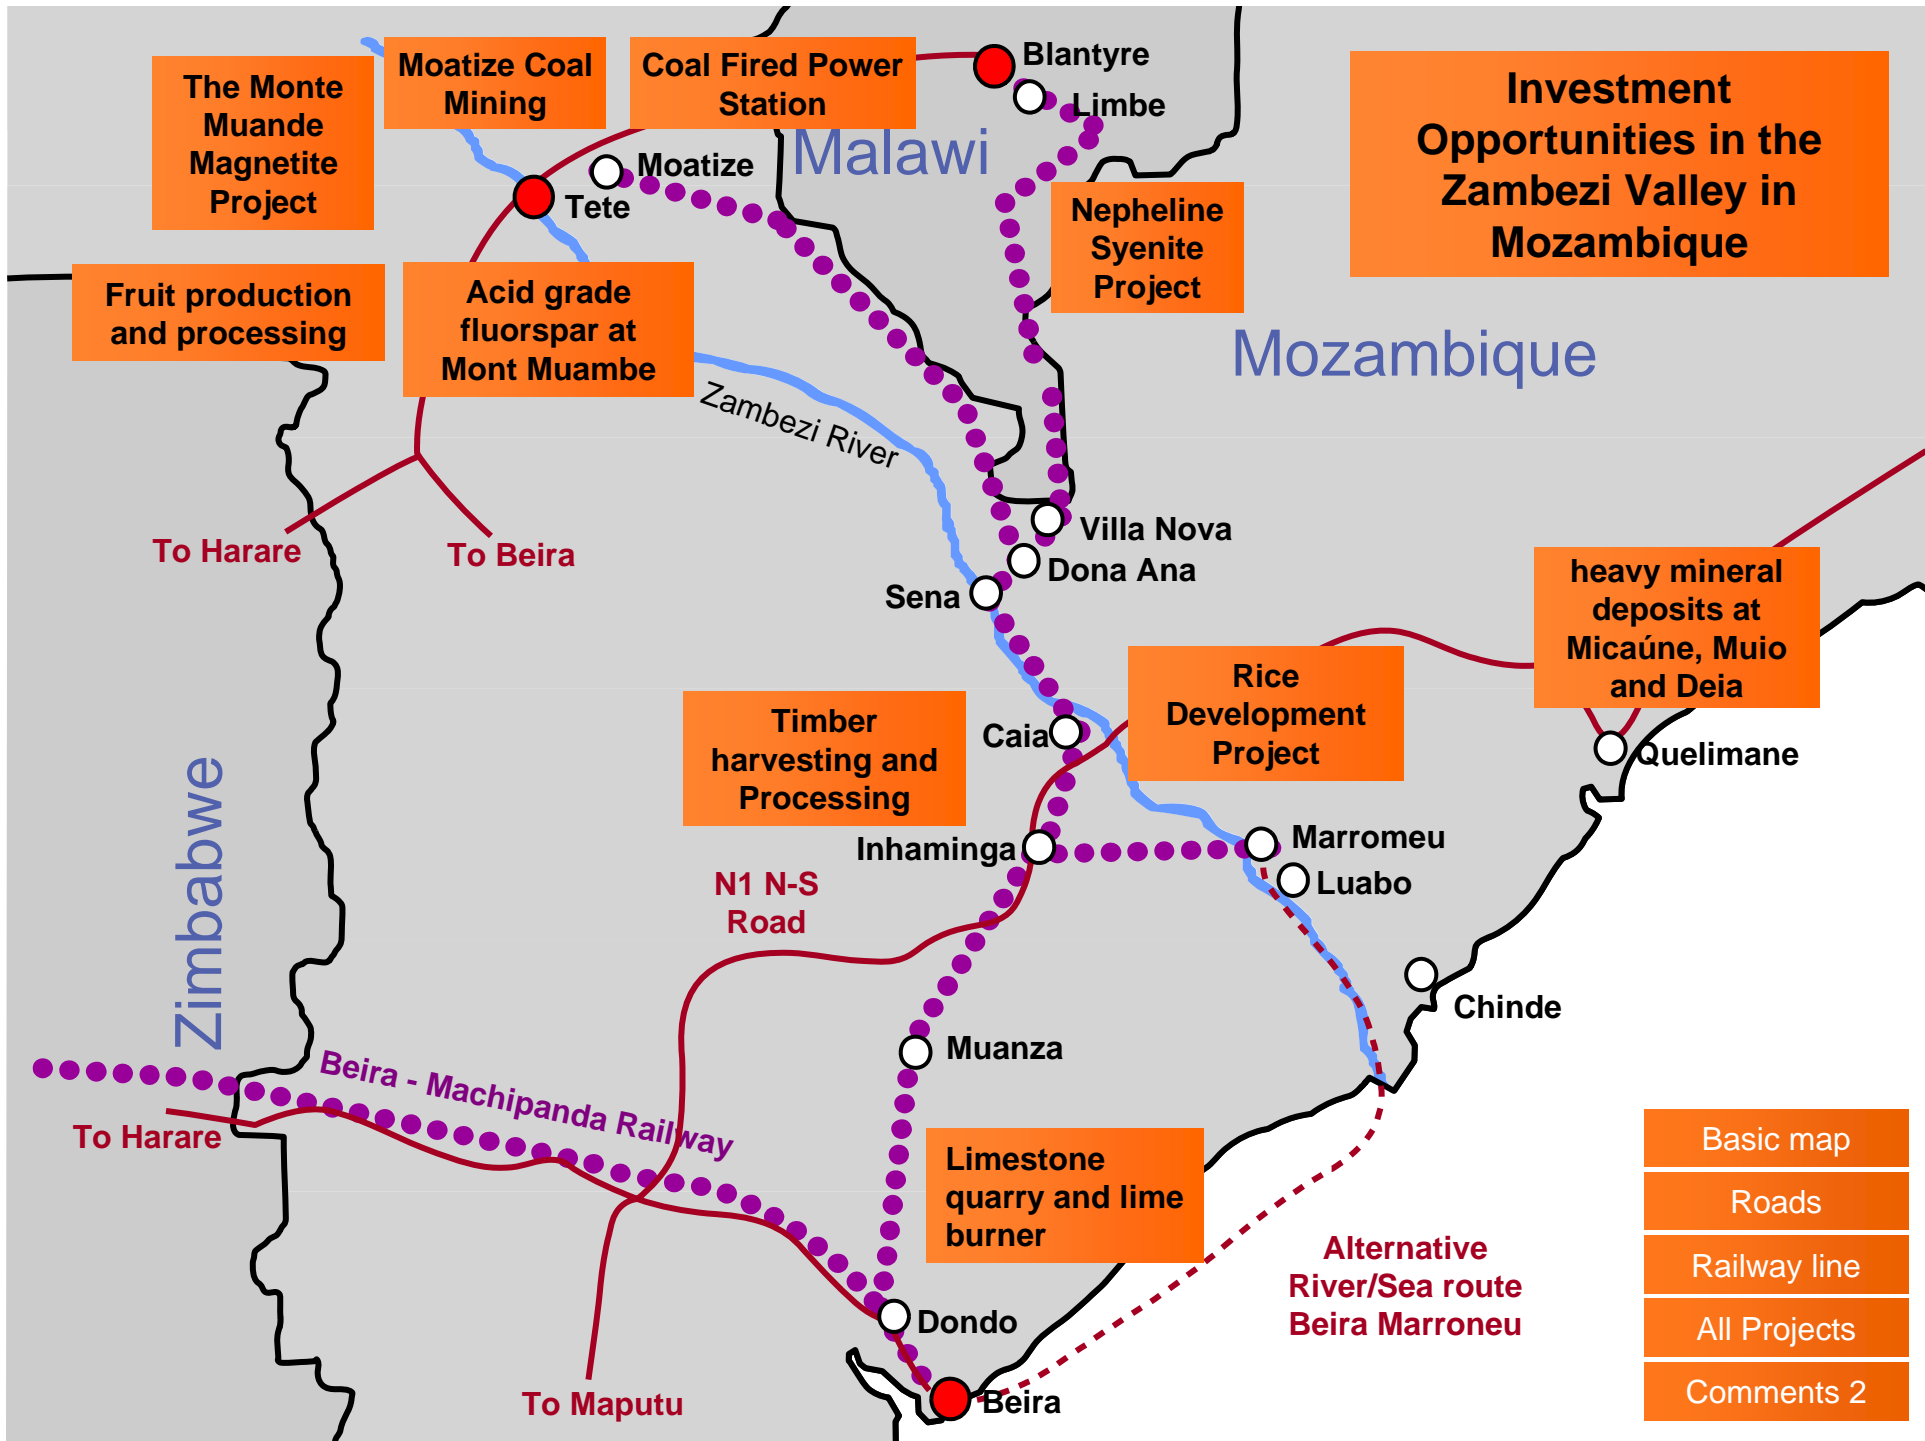 Investment
Opportunities in the
Zambezi Valley in
Mozambique
The Monte
Muande
Magnetite
Project
Moatize Coal
Mining
Coal Fired Power
Station
Blantyre
Limbe
Malawi
Moatize
Tete
Nepheline
Syenite
Project
Fruit production
and processing
Acid grade
fluorspar at
Mont Muambe
Mozambique
Zambezi River
To Harare
To Beira
Villa Nova
Dona Ana
Sena
heavy mineral
deposits at
Micaúne, Muio
and Deia
Rice
Development
Project
Timber
harvesting and
Processing
Caia
Quelimane
Zimbabwe
Inhaminga
Marromeu
Luabo
N1 N-S
Road
Chinde
Muanza
Beira - Machipanda Railway
To Harare
Limestone
quarry and lime
burner
Alternative
River/Sea route
Beira Marroneu
Dondo
To Maputu
Beira
Basic map
Roads
Railway line
All Projects
Comments 2